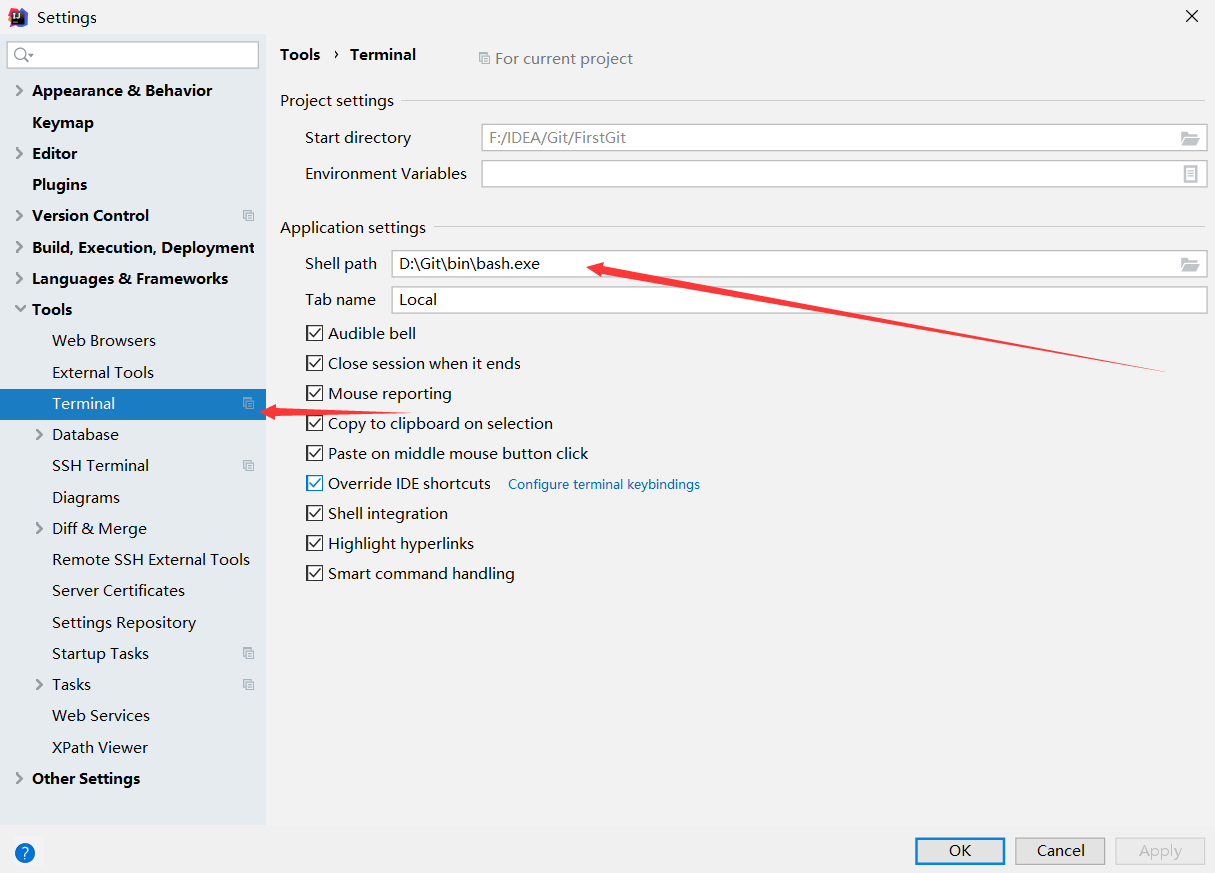 Settings
Appearance & Behavior
Keymap
Editor
Plugins
Version Control
Build, Execution, Deployment
Languages & Frameworks
Tools
Web Browsers
External Tools
Terminal
Database
SSH Terminal
Diagrams
Diff & Merge
Remote SSH External Tools
Server Certificates
Settings Repository
Startup Tasks
Tasks
Web Services
XPath Viewer
Other Settings
Tools › Terminal For current project
Project settings
Start directory F:/IDEA/Git/FirstGit
Environment Variables
Application settings
Shell path D:\Git\bin\bash.exe
Tab name Local
Audible bell
Close session when it ends
Mouse reporting
Copy to clipboard on selection
Paste on middle mouse button click
Override IDE shortcuts Configure terminal keybindings
Shell integration
Highlight hyperlinks
Smart command handling
? OK Cancel Apply